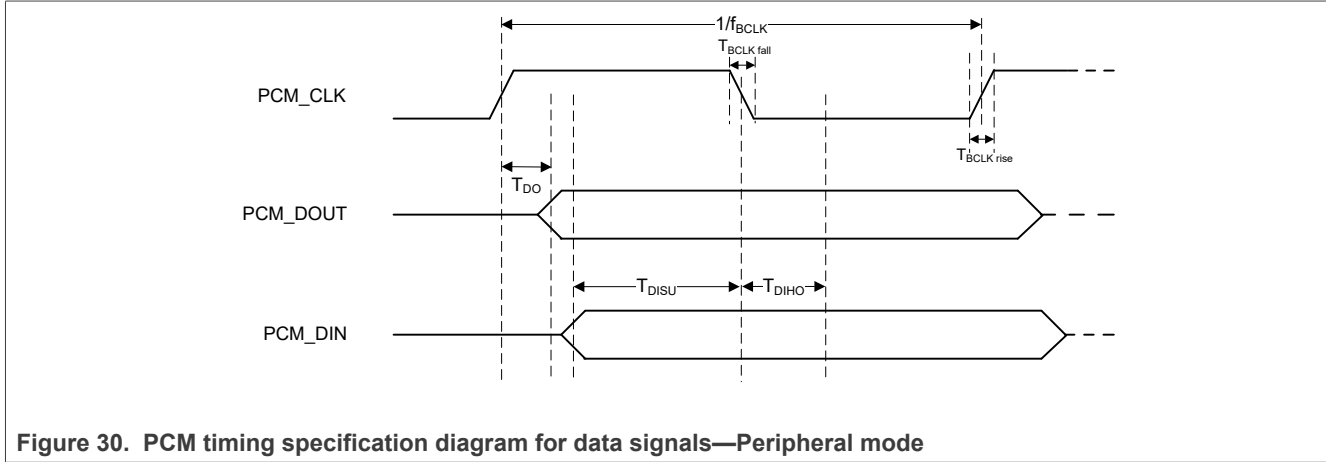 1/fBCLK
TBCLK fall
PCM_CLK
TBCLK rise
TDO
PCM_DOUT
TDISU
TDIHO
PCM_DIN
Figure 30. PCM timing specification diagram for data signals—Peripheral mode